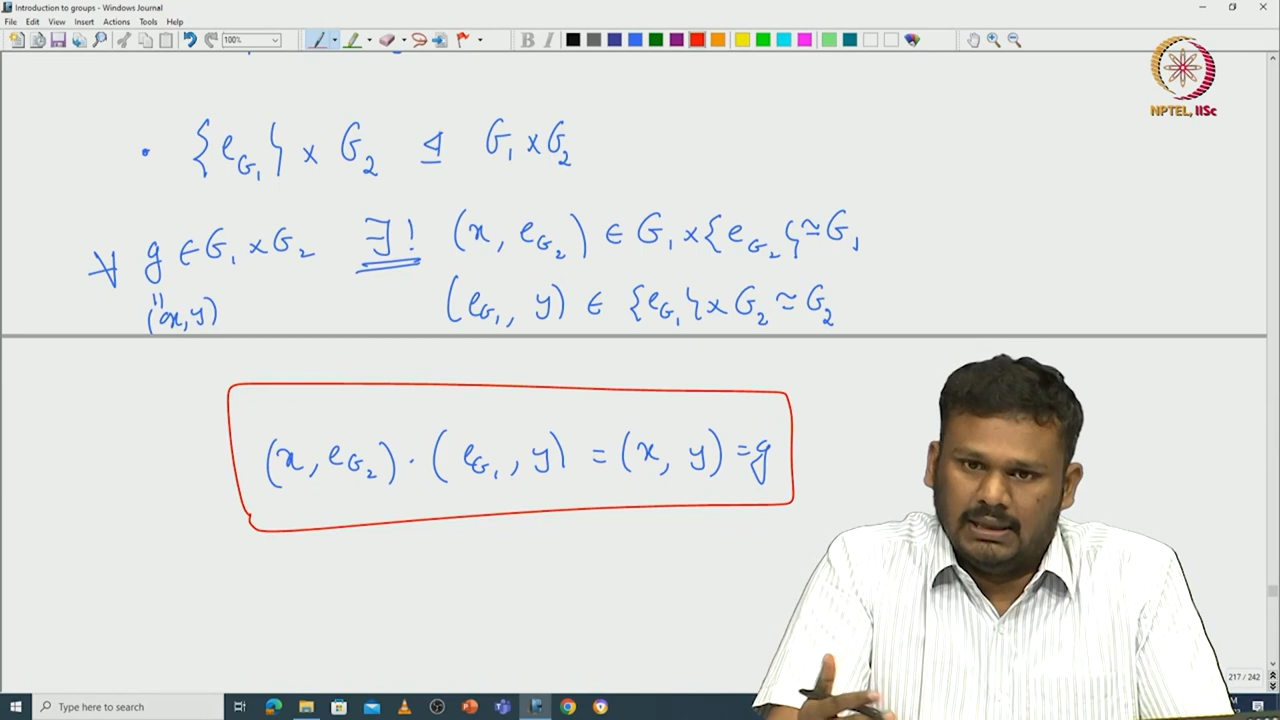 Introduction to groups - Windows Journal
File Edit View Insert Actions Tools Help
100%
B I
NPTEL, IISc
• {e_{G_1}} × G_2 ⊴ G_1 × G_2
∀ g ∈ G_1 × G_2 ∃! (x, e_{G_2}) ∈ G_1 × {e_{G_2}} ≃ G_1
" (x, y) (e_{G_1}, y) ∈ {e_{G_1}} × G_2 ≃ G_2
(x, e_{G_2}) · (e_{G_1}, y) = (x, y) = g
217 / 242
Type here to search